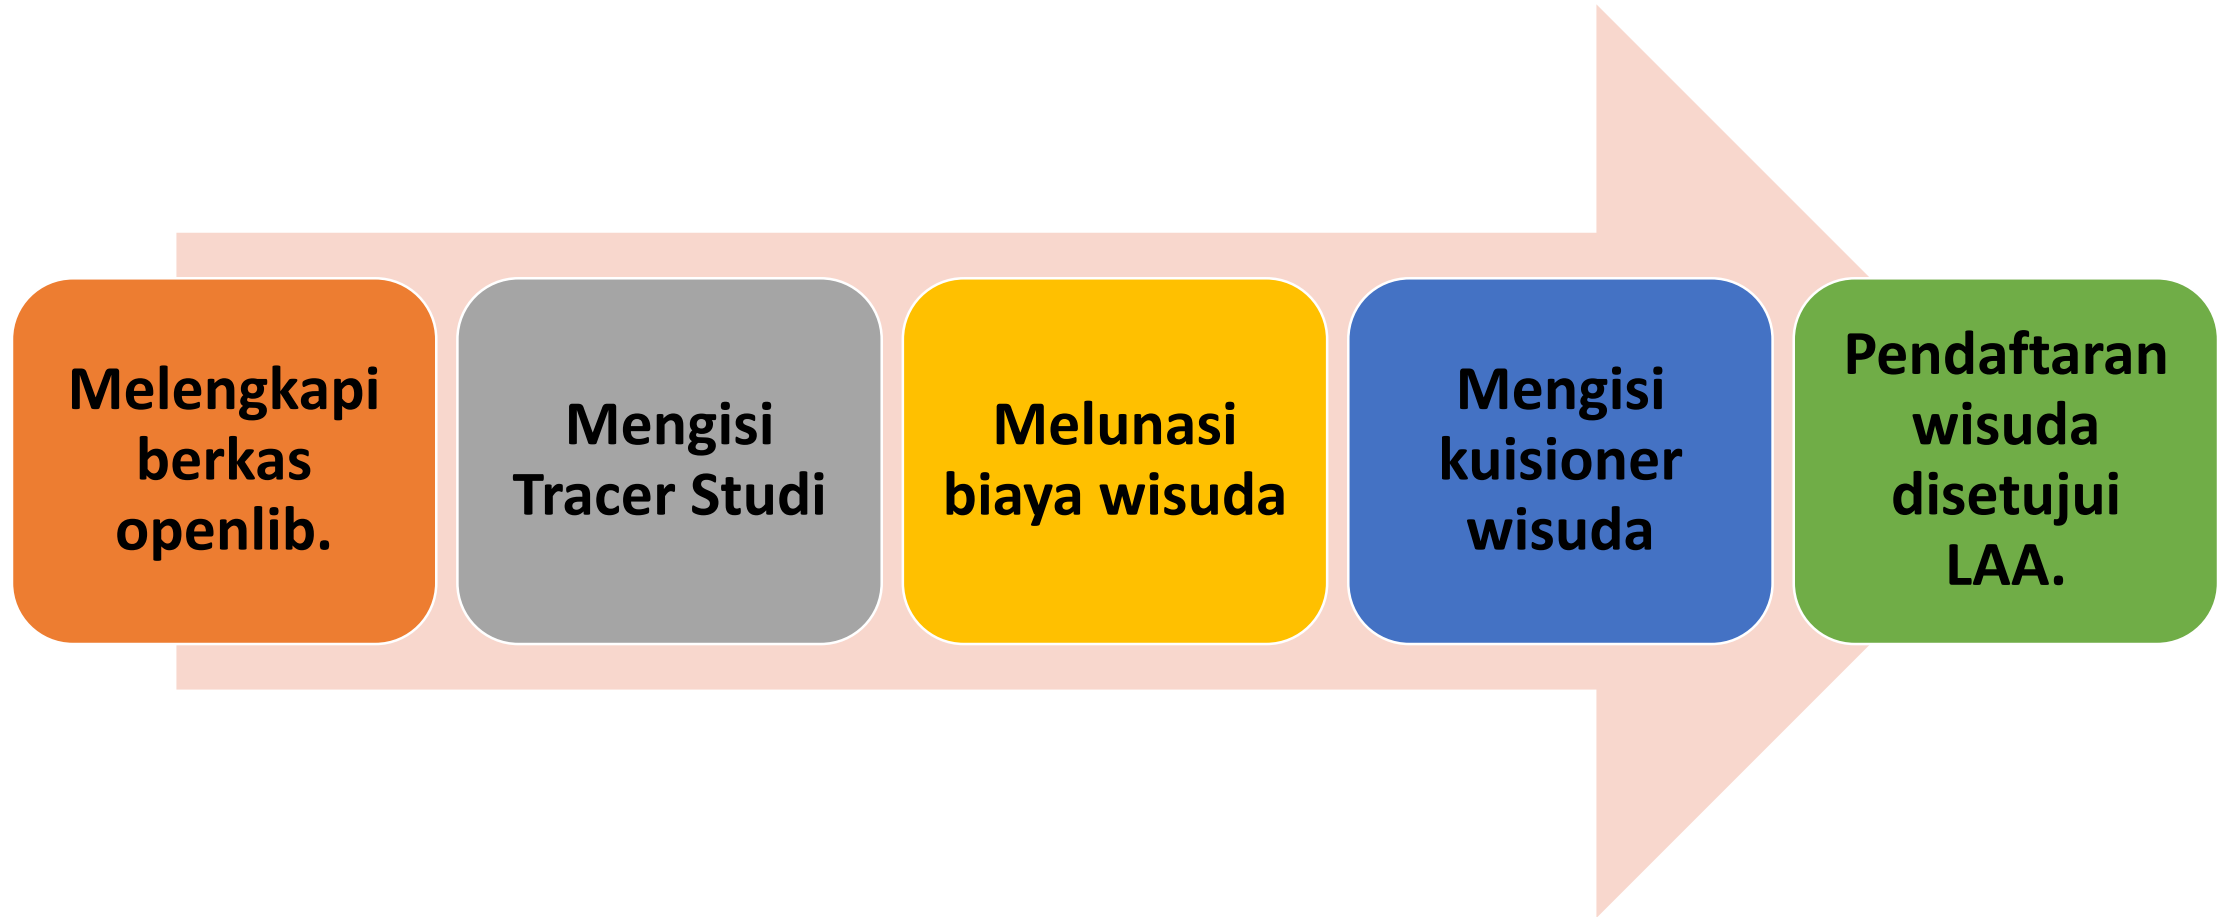 Melengkapi
berkas
openlib.
Mengisi
Tracer Studi
Melunasi
biaya wisuda
Mengisi
kuisioner
wisuda
Pendaftaran
wisuda
disetujui
LAA.